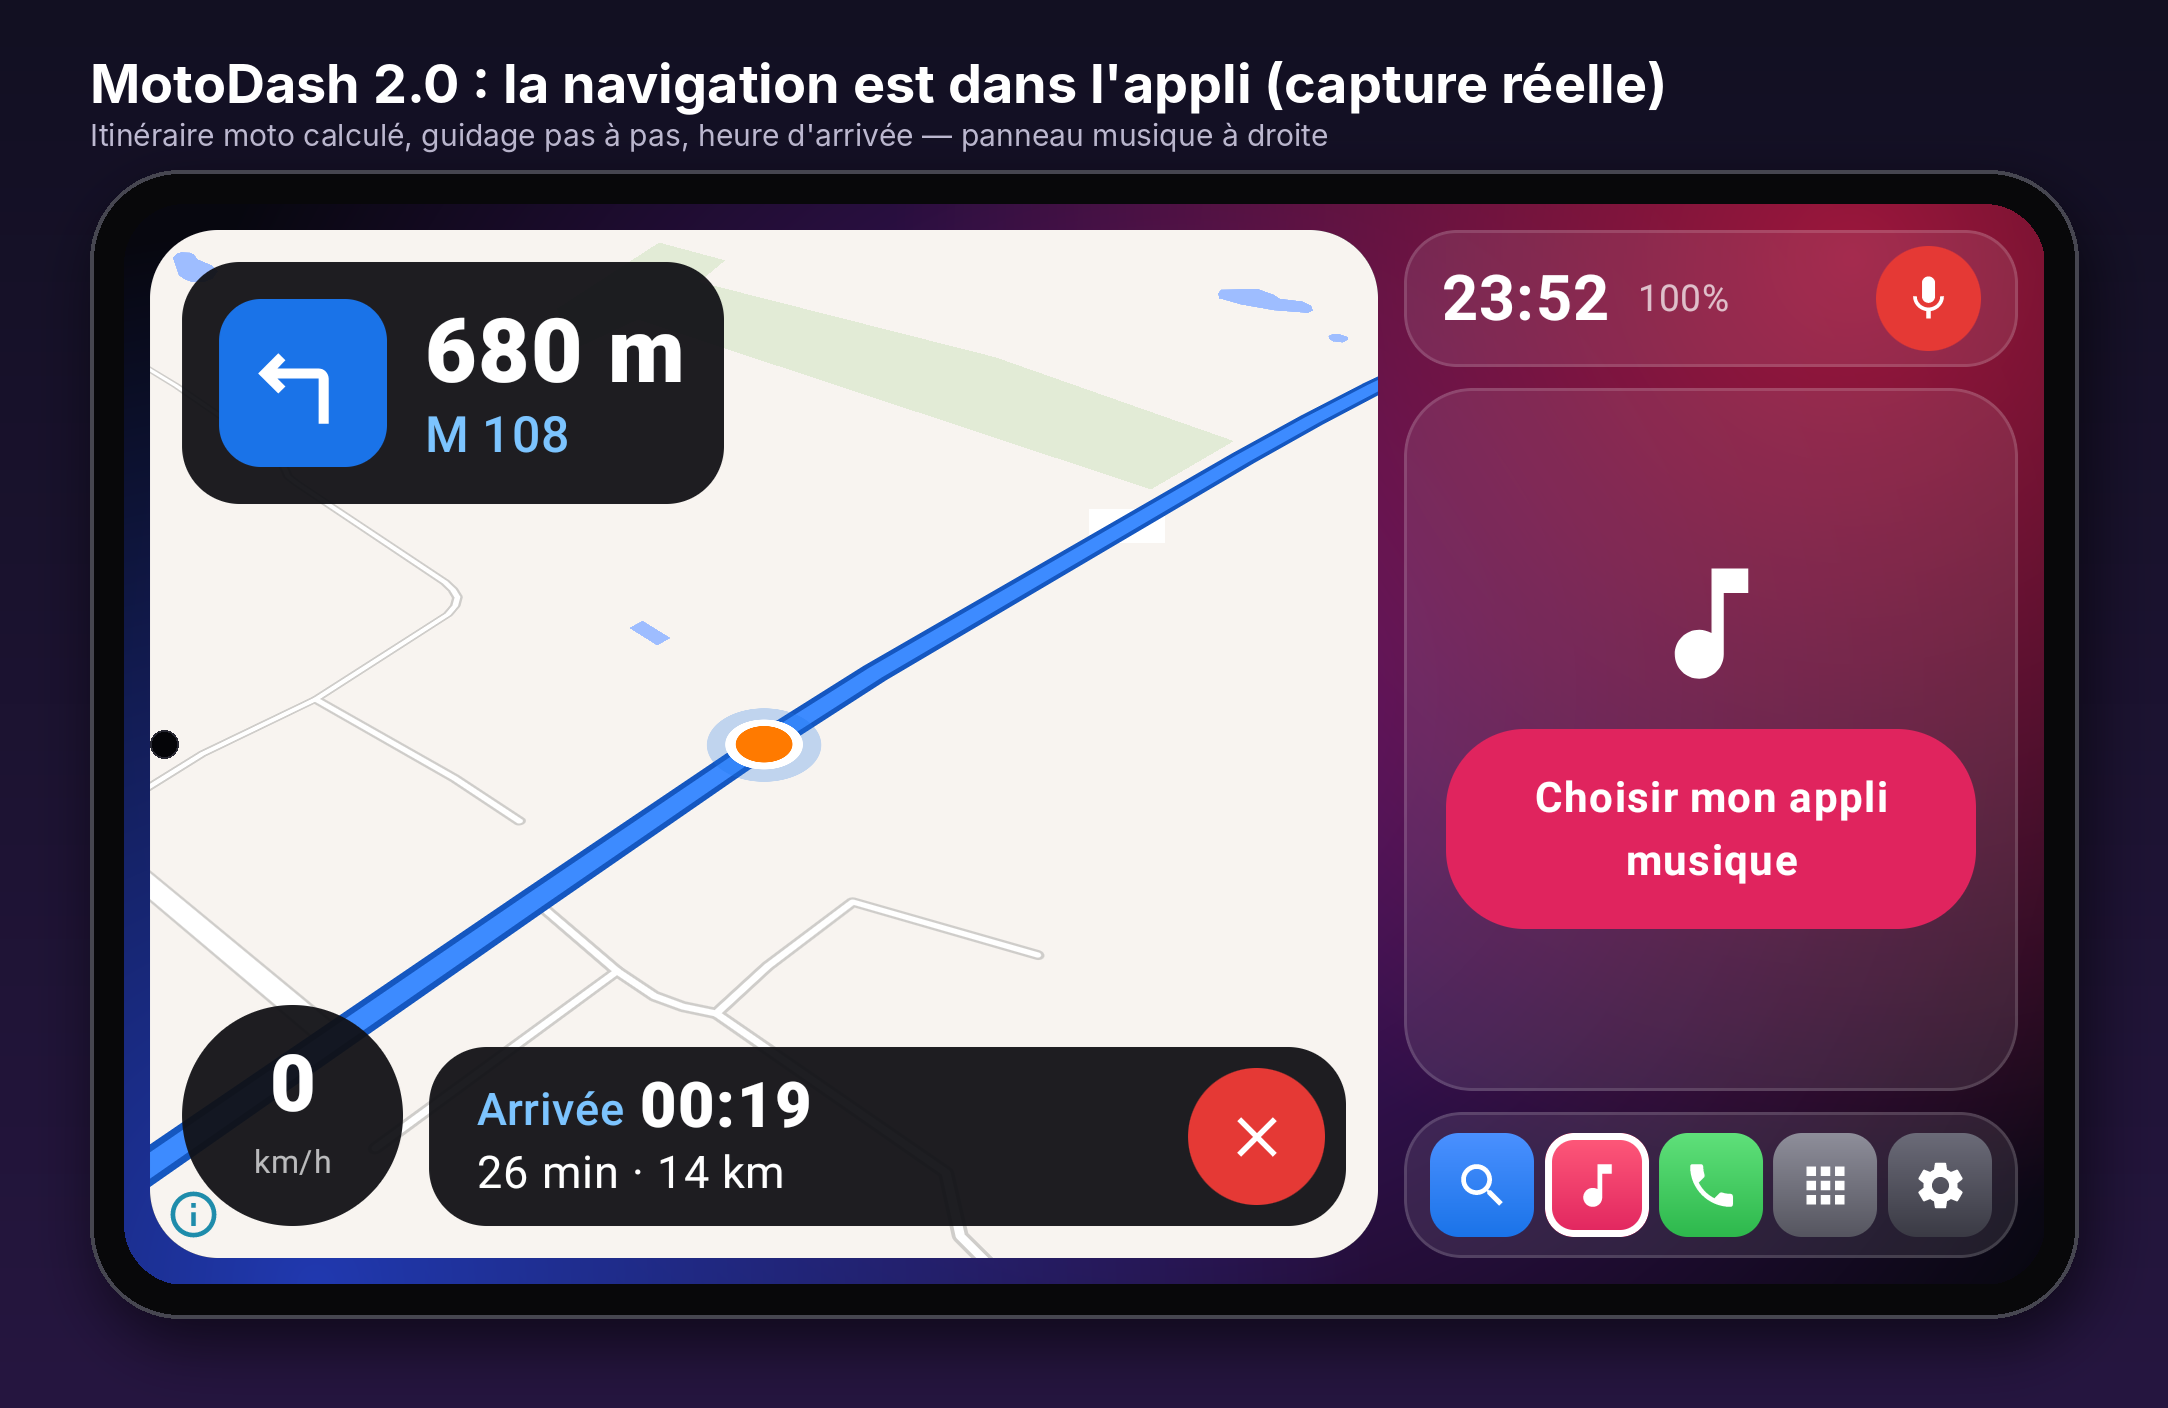 MotoDash 2.0 : la navigation est dans l'appli (capture réelle)
Itinéraire moto calculé, guidage pas à pas, heure d'arrivée — panneau musique à droite
680 m
M 108
23:52 100%
Choisir mon appli
musique
0
km/h
Arrivée 00:19
26 min · 14 km